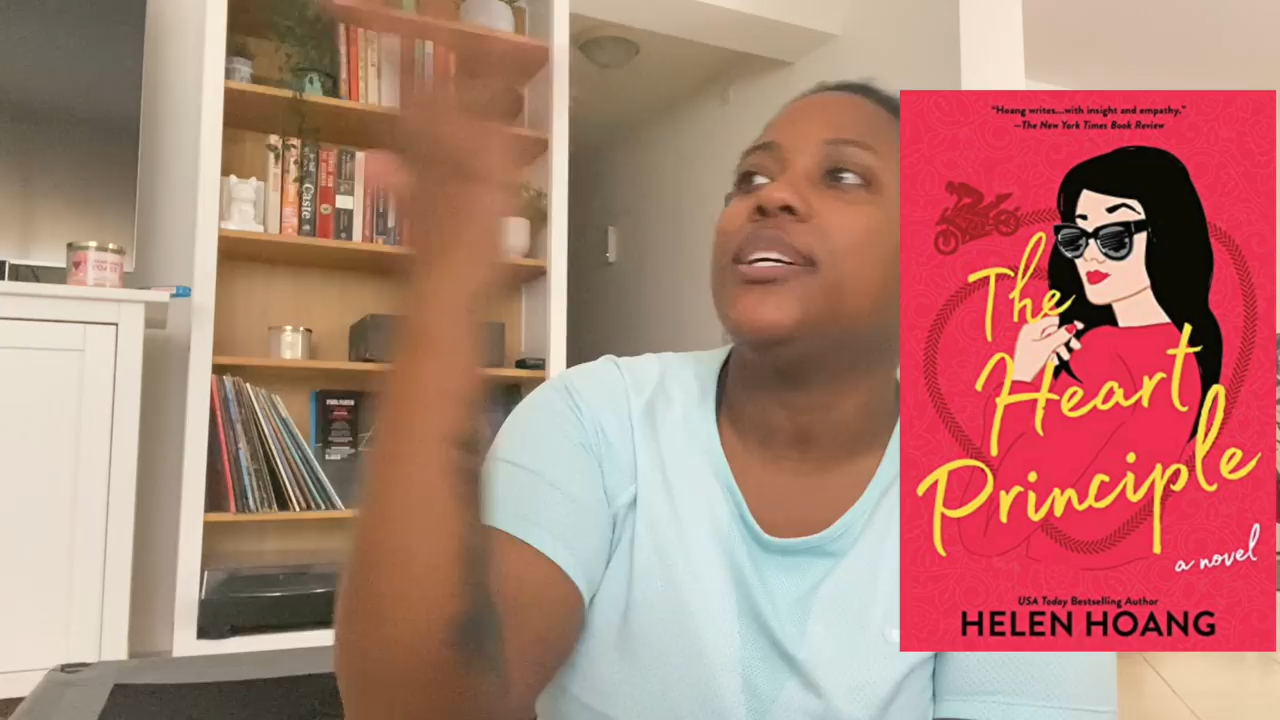 Caste
"Hoang writes...with insight and empathy."
—The New York Times Book Review
The
Heart
Principle
a novel
USA Today Bestselling Author
HELEN HOANG